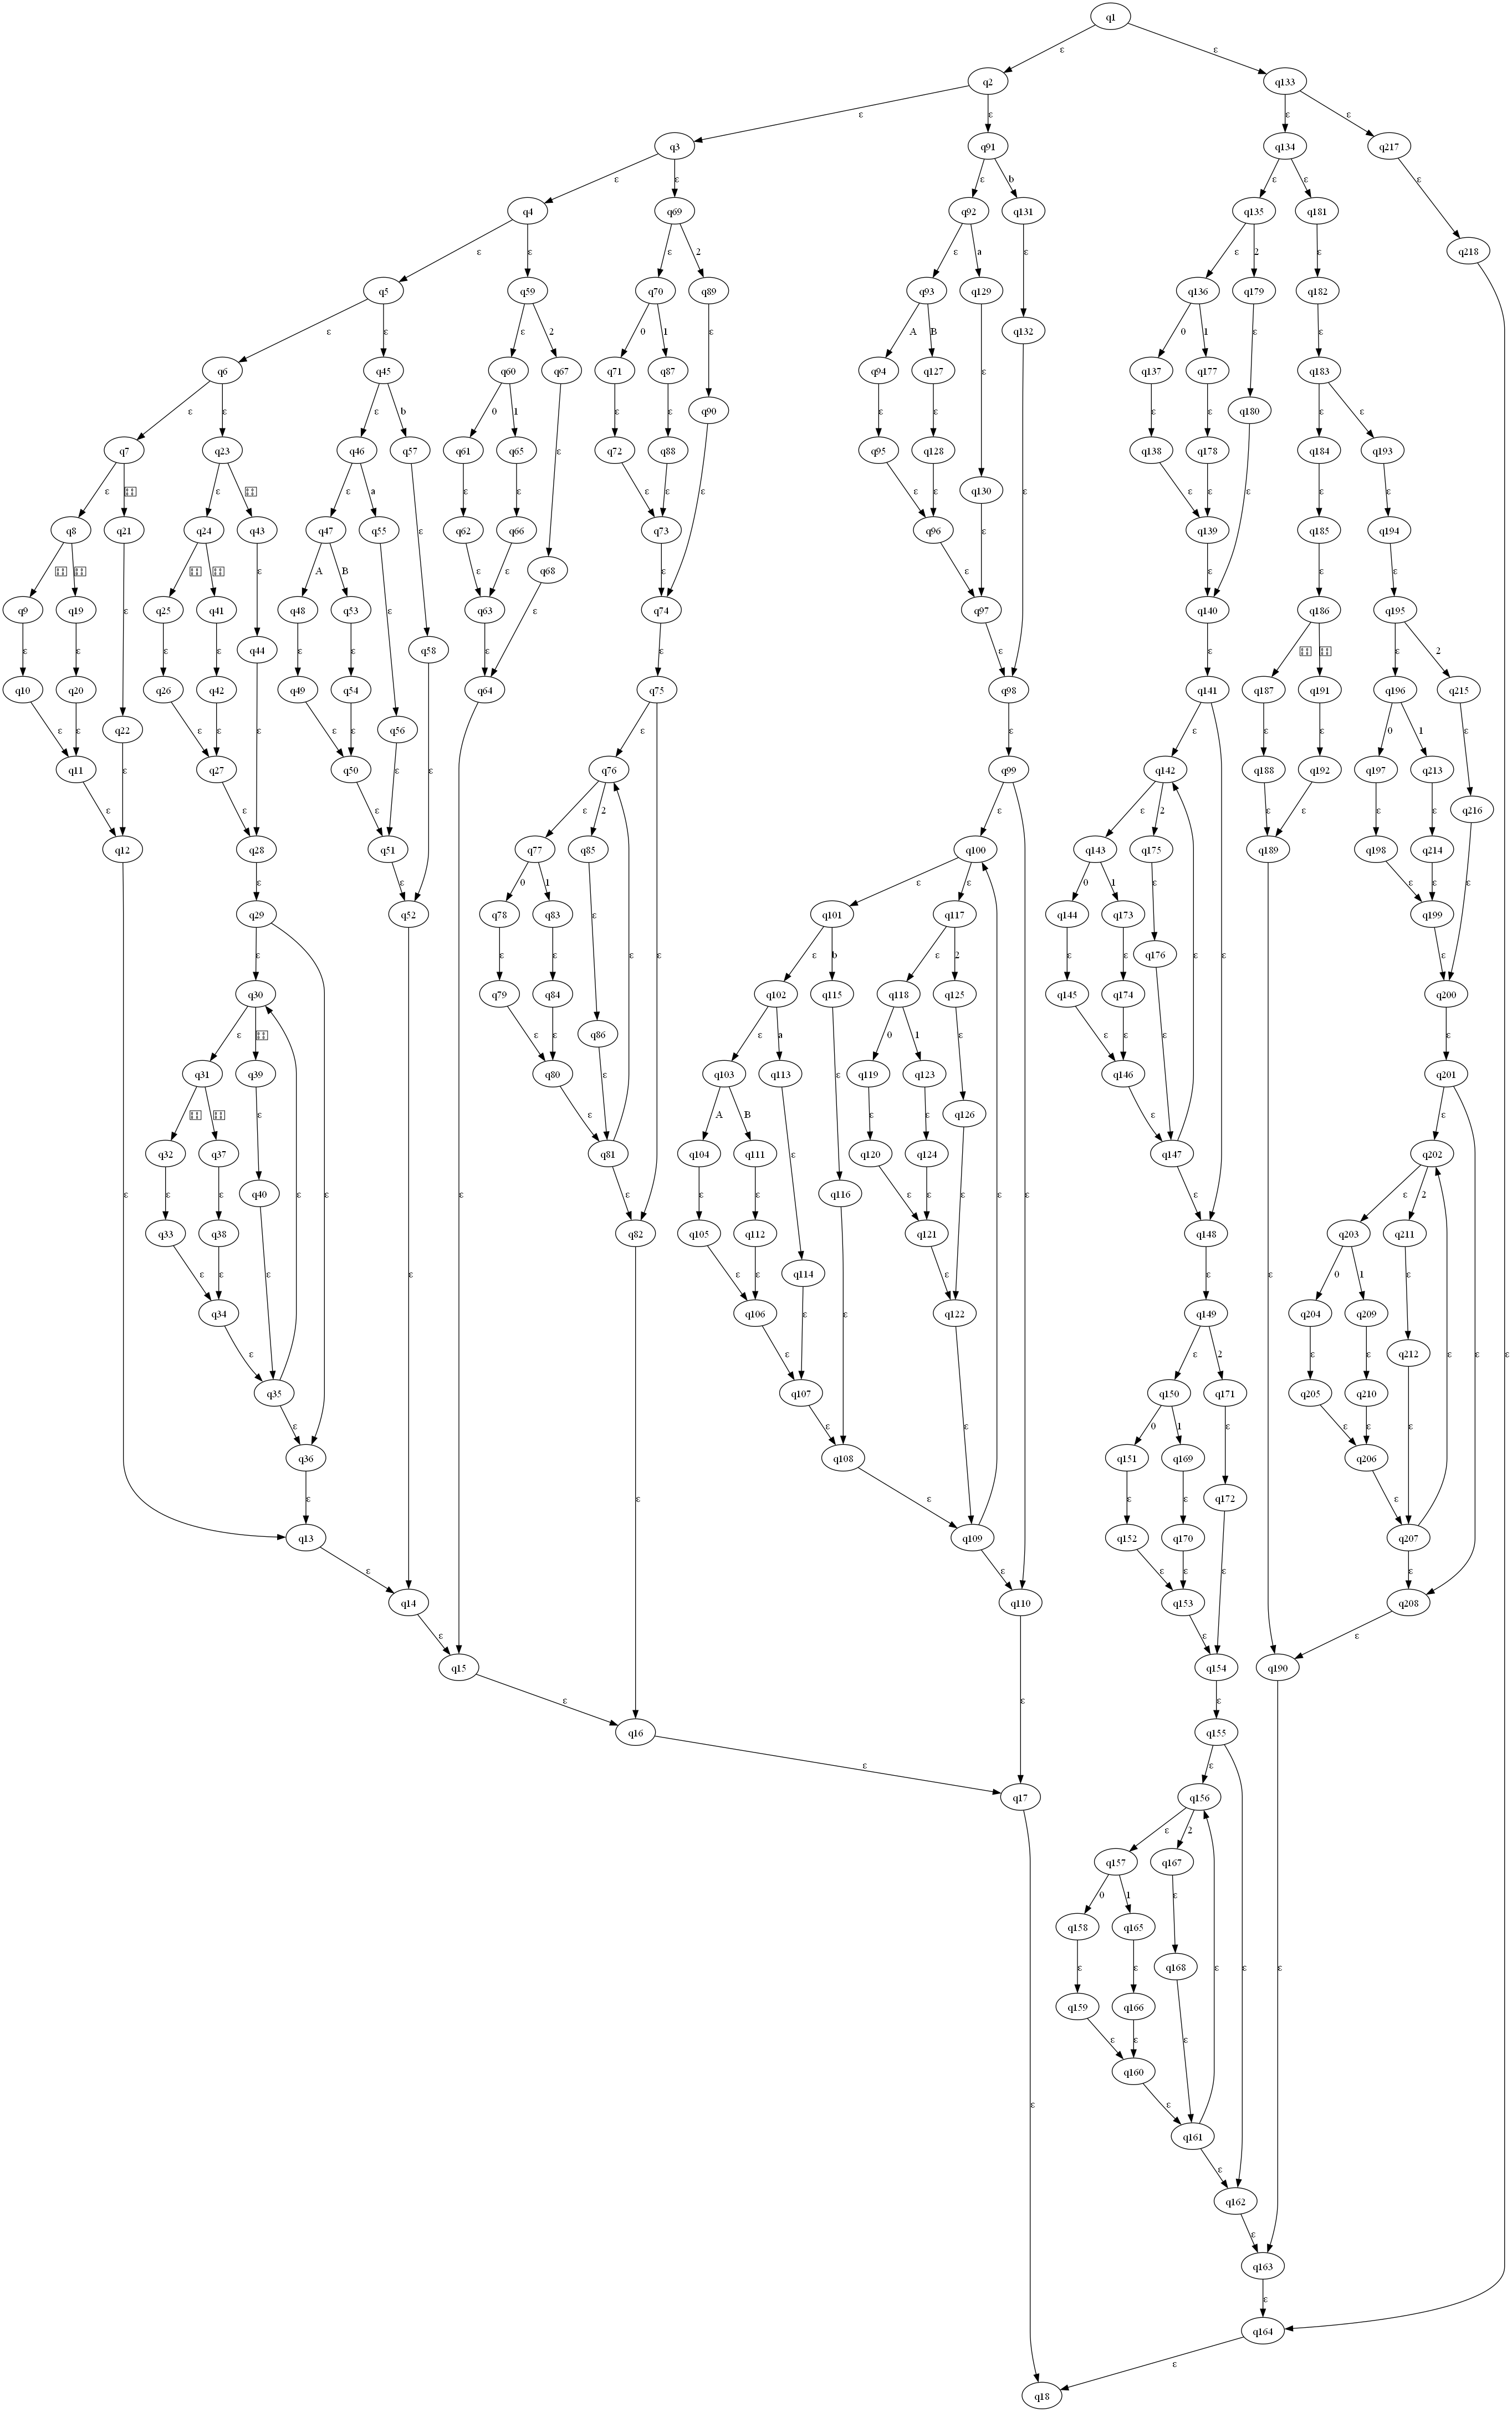 q1
ε ε
q2 q133
ε ε ε ε
q3 q91 q134 q217
ε ε ε b ε ε ε
q4 q69 q92 q131 q135 q181 q218
ε ε ε 2 ε a ε ε 2 ε
q5 q59 q70 q89 q93 q129 q136 q179 q182
ε ε ε 2 0 1 ε A B ε 0 1 ε ε
q132
q6 q45 q60 q67 q71 q87 q94 q127 q137 q177 q183
ε ε ε b 0 1 ε ε ε ε ε ε ε ε ε
q90 q180
q7 q23 q46 q57 q61 q65 q72 q88 q95 q128 q138 q178 q184 q193
ε ε ε a ε ε ε ε ε ε ε ε ε ε ε ε ε
q130
q8 q21 q24 q43 q47 q55 q62 q66 q73 q96 q139 q185 q194
A B ε ε ε ε ε ε ε ε ε
q68
q9 q19 q25 q41 q48 q53 q63 q74 q97 q140 q186 q195
ε ε ε ε ε ε ε ε ε ε ε ε ε ε ε 2
q44 q58
q10 q20 q26 q42 q49 q54 q64 q75 q98 q141 q187 q191 q196 q215
ε ε ε ε ε ε ε ε ε ε ε 0 1 ε
q22 q56
q11 q27 q50 q76 q99 q142 q188 q192 q197 q213
ε ε ε ε ε ε ε 2 ε ε 2 ε ε ε ε
q216
q12 q28 q51 q77 q85 q100 q143 q175 q189 q198 q214
ε ε 0 1 ε ε 0 1 ε ε ε
q29 q52 q78 q83 q101 q117 q144 q173 q199
ε ε ε ε ε ε b ε 2 ε ε ε ε ε
q176
q30 q79 q84 q102 q115 q118 q125 q145 q174 q200
ε ε ε ε a 0 1 ε ε ε ε ε
q86
q31 q39 q80 q103 q113 q119 q123 q146 q201
ε ε ε A B ε ε ε ε ε ε ε ε
q126
q32 q37 q81 q104 q111 q120 q124 q147 q202
ε ε ε ε ε ε ε ε ε ε 2
q40 q116
q33 q38 q82 q105 q112 q121 q148 q203 q211
ε ε ε ε ε ε ε ε 0 1 ε
q114
q34 q106 q122 q149 q204 q209
ε ε ε ε ε ε ε ε 2 ε ε
q212
q35 q107 q150 q171 q205 q210
ε ε 0 1 ε ε ε ε
q36 q108 q151 q169 q206
ε ε ε ε ε
q172
q13 q109 q152 q170 q207
ε ε ε ε ε ε ε
q14 q110 q153 q208
ε ε ε
q15 q154 q190
ε ε ε
q16 q155
ε ε ε ε
q17 q156
ε 2
q157 q167
0 1 ε
q158 q165
ε ε
q168
q159 q166
ε ε ε
q160
ε ε ε
q161
ε
q162
ε
q163
ε
q164
ε ε
q18